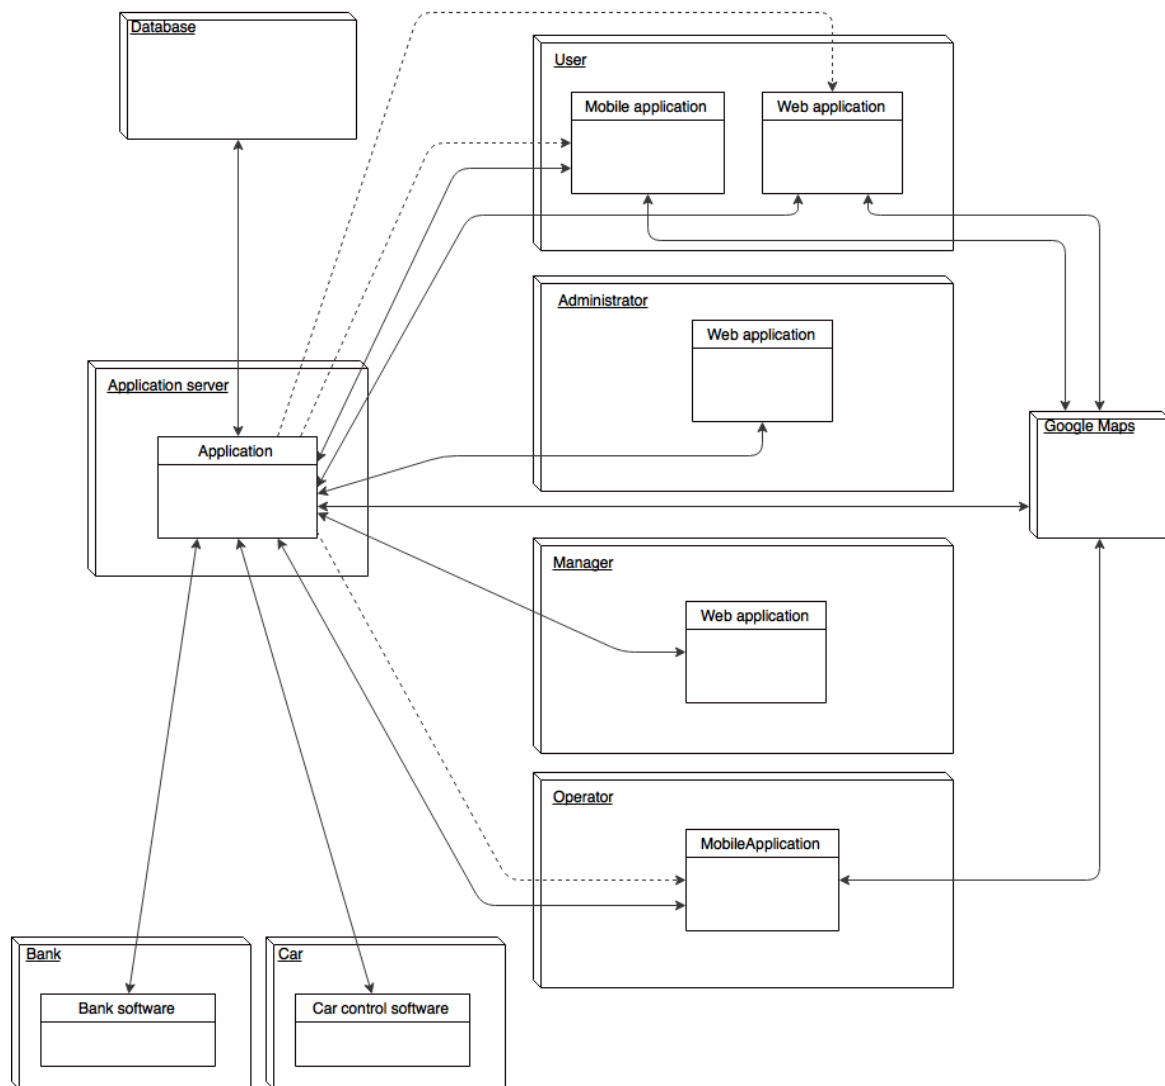 Database
User
Mobile application
Web application
Administrator
Web application
Application server
Application
Google Maps
Manager
Web application
Operator
MobileApplication
Bank
Bank software
Car
Car control software